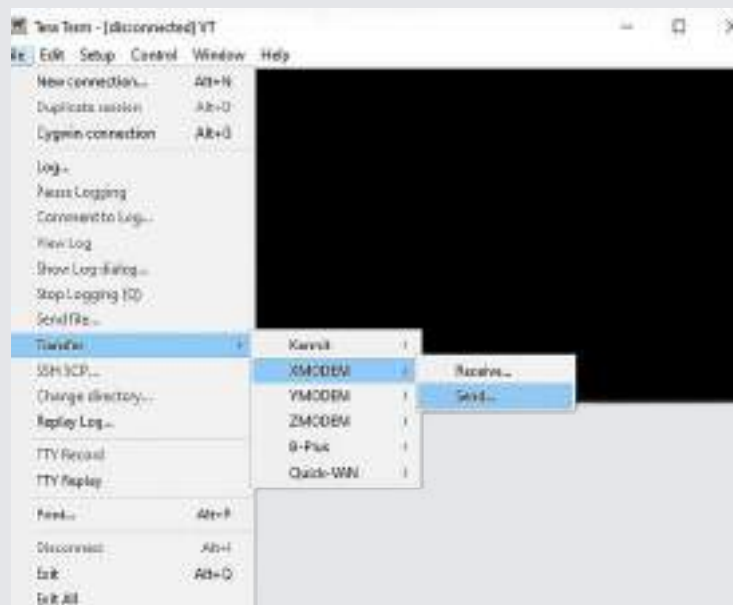 Tera Term - [disconnected] VT
File Edit Setup Control Window Help
New connection... Alt+N
Duplicate session Alt+D
Cygwin connection Alt+G
Log...
Pause Logging
Comment to Log...
View Log
Show Log dialog...
Stop Logging (Q)
Send file...
Transfer
Kermit
SSH SCP...
XMODEM
Receive...
Change directory...
YMODEM
Send...
Replay Log...
ZMODEM
TTY Record
B-Plus
TTY Replay
Quick-VAN
Print... Alt+P
Disconnect Alt+I
Exit Alt+Q
Exit All